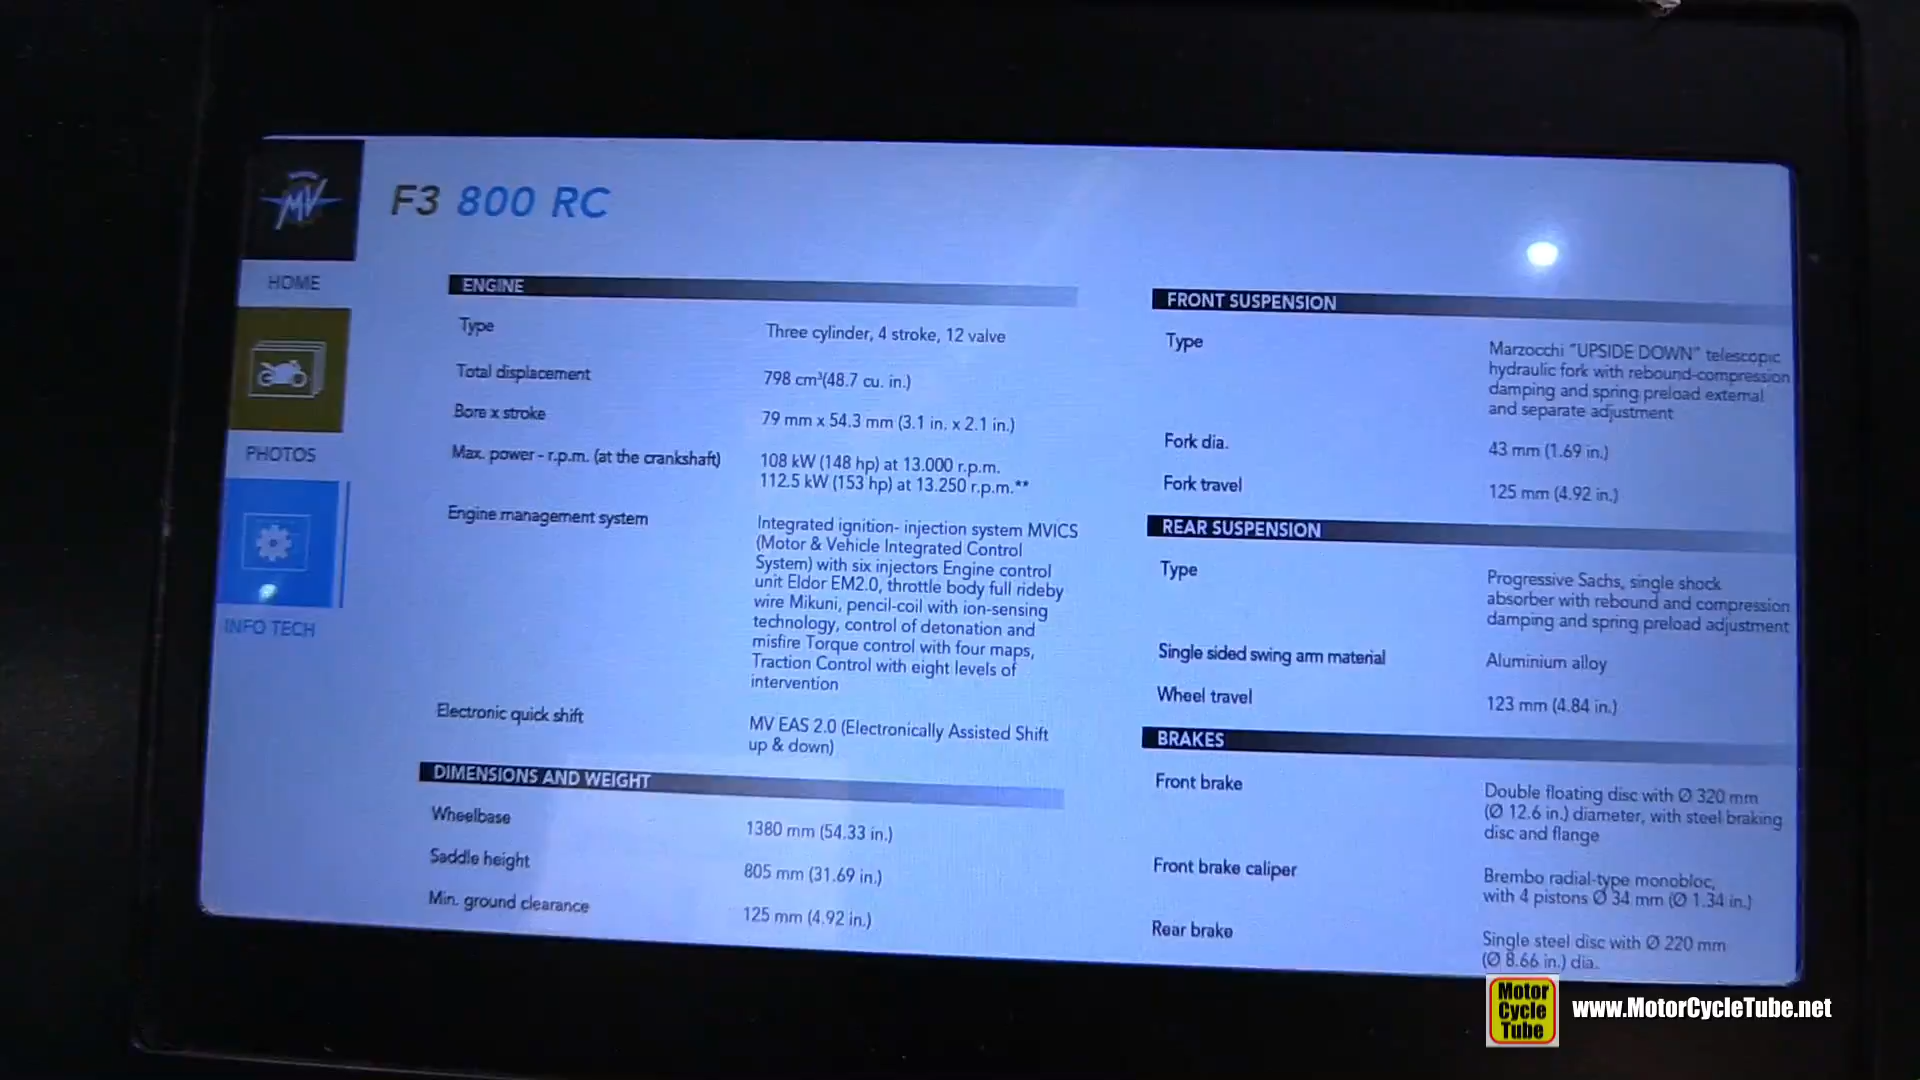 MV
F3 800 RC
HOME
PHOTOS
INFO TECH
ENGINE
Type
Three cylinder, 4 stroke, 12 valve
Total displacement
798 cm³(48.7 cu. in.)
Bore x stroke
79 mm x 54.3 mm (3.1 in. x 2.1 in.)
Max. power - r.p.m. (at the crankshaft)
108 kW (148 hp) at 13.000 r.p.m.
112.5 kW (153 hp) at 13.250 r.p.m.**
Engine management system
Integrated ignition- injection system MVICS
(Motor & Vehicle Integrated Control
System) with six injectors Engine control
unit Eldor EM2.0, throttle body full rideby
wire Mikuni, pencil-coil with ion-sensing
technology, control of detonation and
misfire Torque control with four maps,
Traction Control with eight levels of
intervention
Electronic quick shift
MV EAS 2.0 (Electronically Assisted Shift
up & down)
DIMENSIONS AND WEIGHT
Wheelbase
1380 mm (54.33 in.)
Saddle height
805 mm (31.69 in.)
Min. ground clearance
125 mm (4.92 in.)
FRONT SUSPENSION
Type
Marzocchi "UPSIDE DOWN" telescopic
hydraulic fork with rebound-compression
damping and spring preload external
and separate adjustment
Fork dia.
43 mm (1.69 in.)
Fork travel
125 mm (4.92 in.)
REAR SUSPENSION
Type
Progressive Sachs, single shock
absorber with rebound and compression
damping and spring preload adjustment
Single sided swing arm material
Aluminium alloy
Wheel travel
123 mm (4.84 in.)
BRAKES
Front brake
Double floating disc with Ø 320 mm
(Ø 12.6 in.) diameter, with steel braking
disc and flange
Front brake caliper
Brembo radial-type monobloc,
with 4 pistons Ø 34 mm (Ø 1.34 in.)
Rear brake
Single steel disc with Ø 220 mm
(Ø 8.66 in.) dia.
Motor
Cycle
Tube
www.MotorCycleTube.net